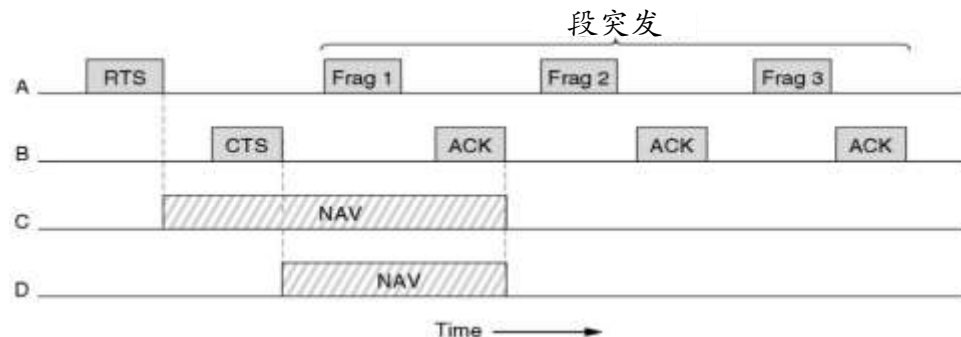 段突发
A RTS Frag 1 Frag 2 Frag 3
B CTS ACK ACK ACK
C NAV
D NAV
Time